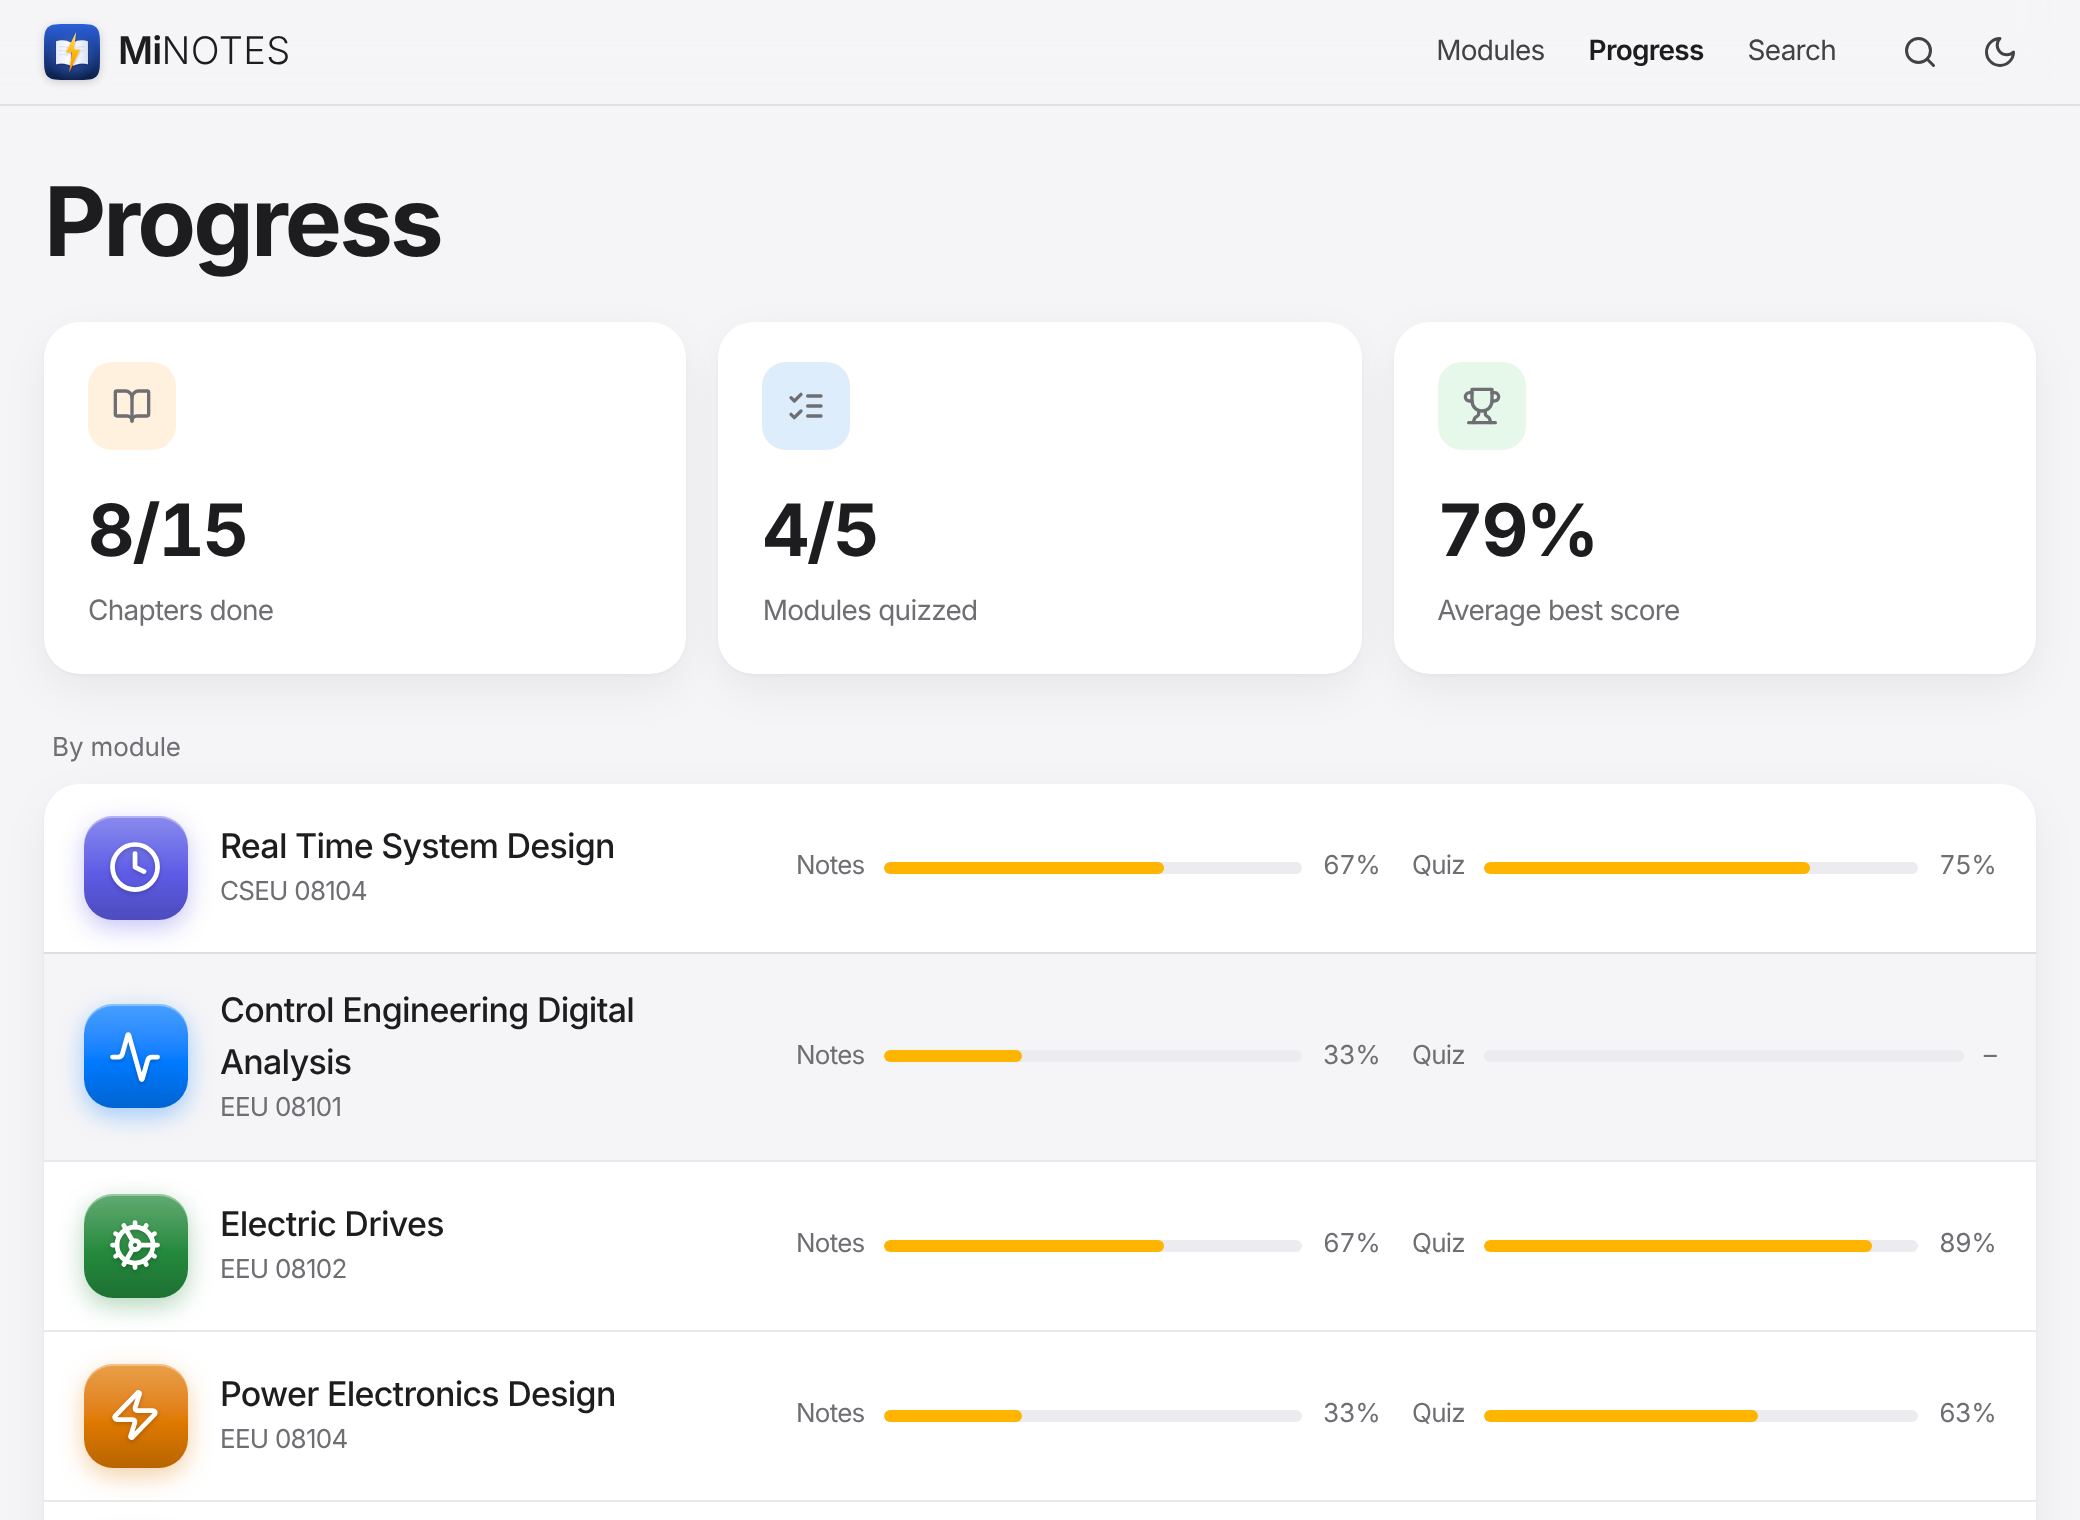 MiNOTES
Modules Progress Search
Progress
8/15
Chapters done
4/5
Modules quizzed
79%
Average best score
By module
Real Time System Design
CSEU 08104
Notes 67% Quiz 75%
Control Engineering Digital
Analysis
EEU 08101
Notes 33% Quiz –
Electric Drives
EEU 08102
Notes 67% Quiz 89%
Power Electronics Design
EEU 08104
Notes 33% Quiz 63%